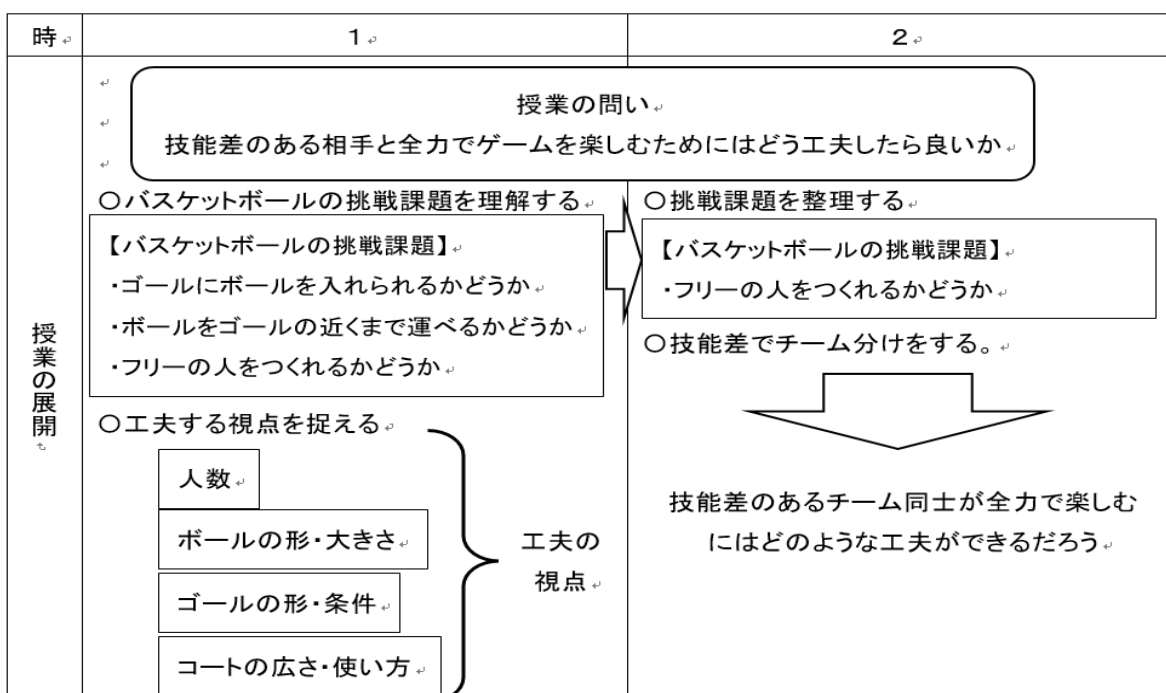 時
1
2
授業の展開
授業の問い
技能差のある相手と全力でゲームを楽しむためにはどう工夫したら良いか
〇バスケットボールの挑戦課題を理解する
【バスケットボールの挑戦課題】
・ゴールにボールを入れられるかどうか
・ボールをゴールの近くまで運べるかどうか
・フリーの人をつくれるかどうか
〇工夫する視点を捉える
人数
ボールの形・大きさ
ゴールの形・条件
コートの広さ・使い方
工夫の
視点
〇挑戦課題を整理する
【バスケットボールの挑戦課題】
・フリーの人をつくれるかどうか
〇技能差でチーム分けをする。
技能差のあるチーム同士が全力で楽しむ
にはどのような工夫ができるだろう